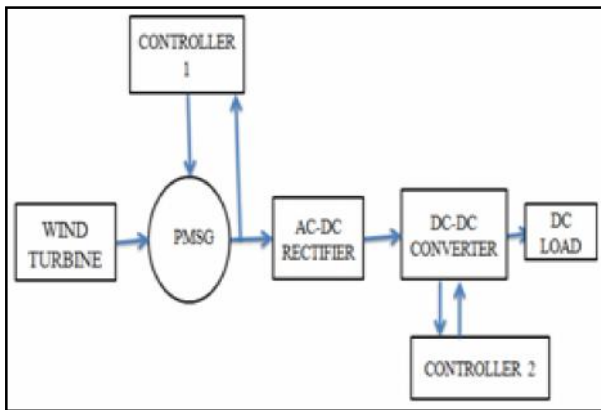 CONTROLLER
1
WIND
TURBINE
PMSG
AC-DC
RECTIFIER
DC-DC
CONVERTER
DC
LOAD
CONTROLLER 2